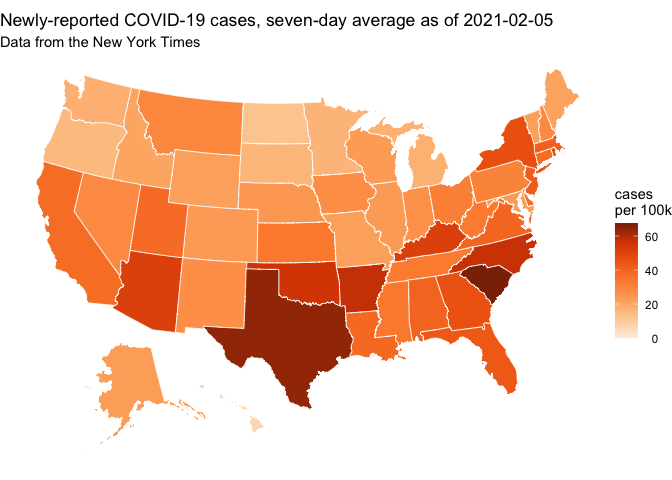 Newly-reported COVID-19 cases, seven-day average as of 2021-02-05
Data from the New York Times
cases
per 100k
60
40
20
0